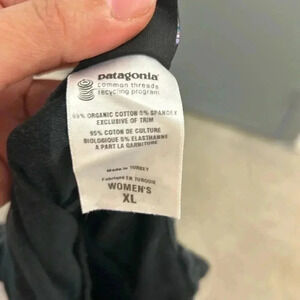 patagonia
common threads
recycling program
95% ORGANIC COTTON 5% SPANDEX
EXCLUSIVE OF TRIM
95% COTON DE CULTURE
BIOLOGIQUE 5% ELASTHANNE
A PART LA GARNITURE
Made in TURKEY
Fabriqué EN TURQUIE
WOMEN'S
XL